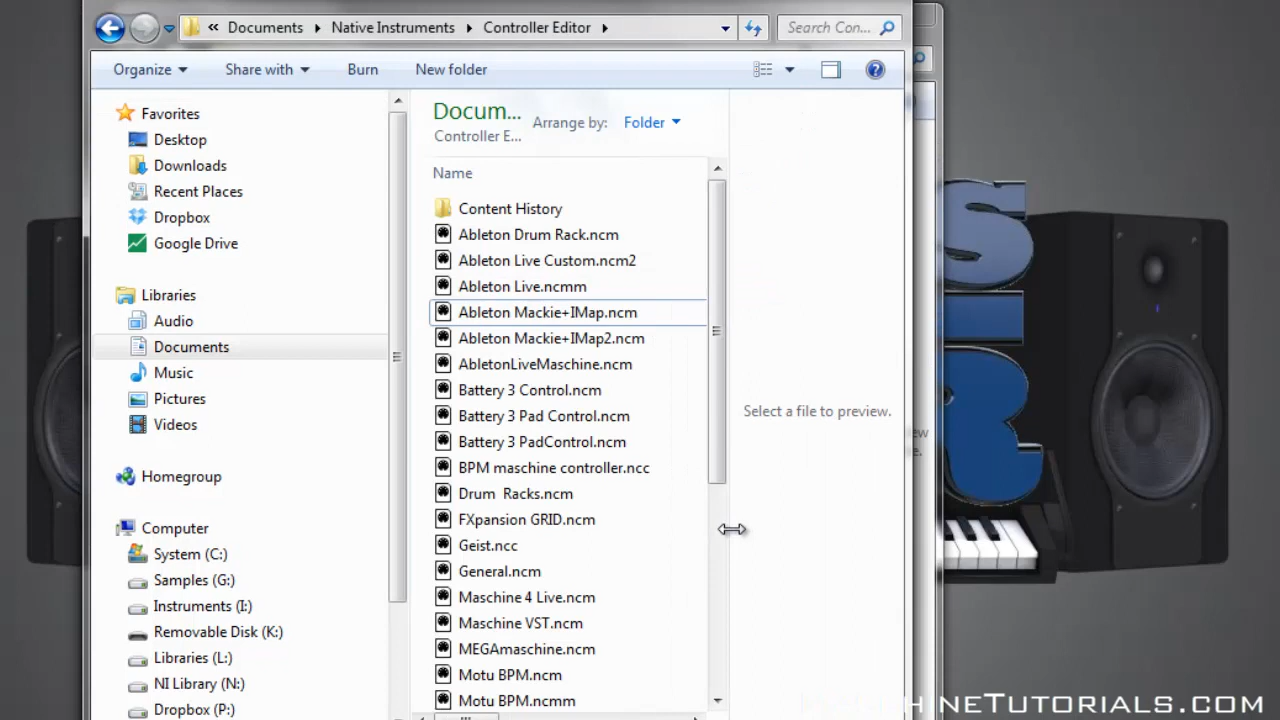 « Documents Native Instruments Controller Editor
Search Con...
Organize Share with Burn New folder
Favorites
Desktop
Downloads
Recent Places
Dropbox
Google Drive
Libraries
Audio
Documents
Music
Pictures
Videos
Homegroup
Computer
System (C:)
Samples (G:)
Instruments (I:)
Removable Disk (K:)
Libraries (L:)
NI Library (N:)
Dropbox (P:)
Docum...
Controller E...
Arrange by: Folder
Name
Content History
Ableton Drum Rack.ncm
Ableton Live Custom.ncm2
Ableton Live.ncmm
Ableton Mackie+IMap.ncm
Ableton Mackie+IMap2.ncm
AbletonLiveMaschine.ncm
Battery 3 Control.ncm
Battery 3 Pad Control.ncm
Battery 3 PadControl.ncm
BPM maschine controller.ncc
Drum Racks.ncm
FXpansion GRID.ncm
Geist.ncc
General.ncm
Maschine 4 Live.ncm
Maschine VST.ncm
MEGAmaschine.ncm
Motu BPM.ncm
Motu BPM.ncmm
Select a file to preview.
S
R
HINETUTORIALS.COM